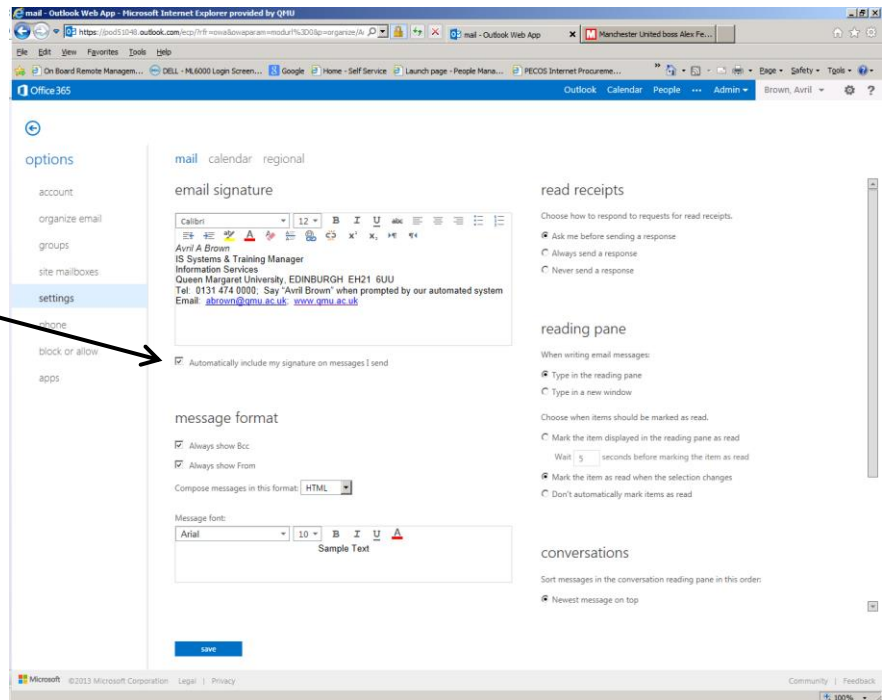 mail - Outlook Web App - Microsoft Internet Explorer provided by QMU
mail - Outlook Web App
Manchester United boss Alex Fe...
File Edit View Favorites Tools Help
On Board Remote Managem... DELL - ML6000 Login Screen... Google Home - Self Service Launch page - People Mana... PECOS Internet Procureme... Page Safety Tools
Office 365 Outlook Calendar People ... Admin Brown, Avril ?
options
account
organize email
groups
site mailboxes
settings
phone
block or allow
apps
mail calendar regional
email signature
Calibri 12 B I U abc
Avril A Brown
IS Systems & Training Manager
Information Services
Queen Margaret University, EDINBURGH EH21 6UU
Tel: 0131 474 0000; Say "Avril Brown" when prompted by our automated system
Email: abrown@qmu.ac.uk; www.qmu.ac.uk
Automatically include my signature on messages I send
message format
Always show Bcc
Always show From
Compose messages in this format: HTML
Message font:
Arial 10 B I U A
Sample Text
save
read receipts
Choose how to respond to requests for read receipts.
Ask me before sending a response
Always send a response
Never send a response
reading pane
When writing email messages:
Type in the reading pane
Type in a new window
Choose when items should be marked as read.
Mark the item displayed in the reading pane as read
Wait 5 seconds before marking the item as read
Mark the item as read when the selection changes
Don't automatically mark items as read
conversations
Sort messages in the conversation reading pane in this order:
Newest message on top
Microsoft ©2013 Microsoft Corporation Legal | Privacy Community | Feedback
100%